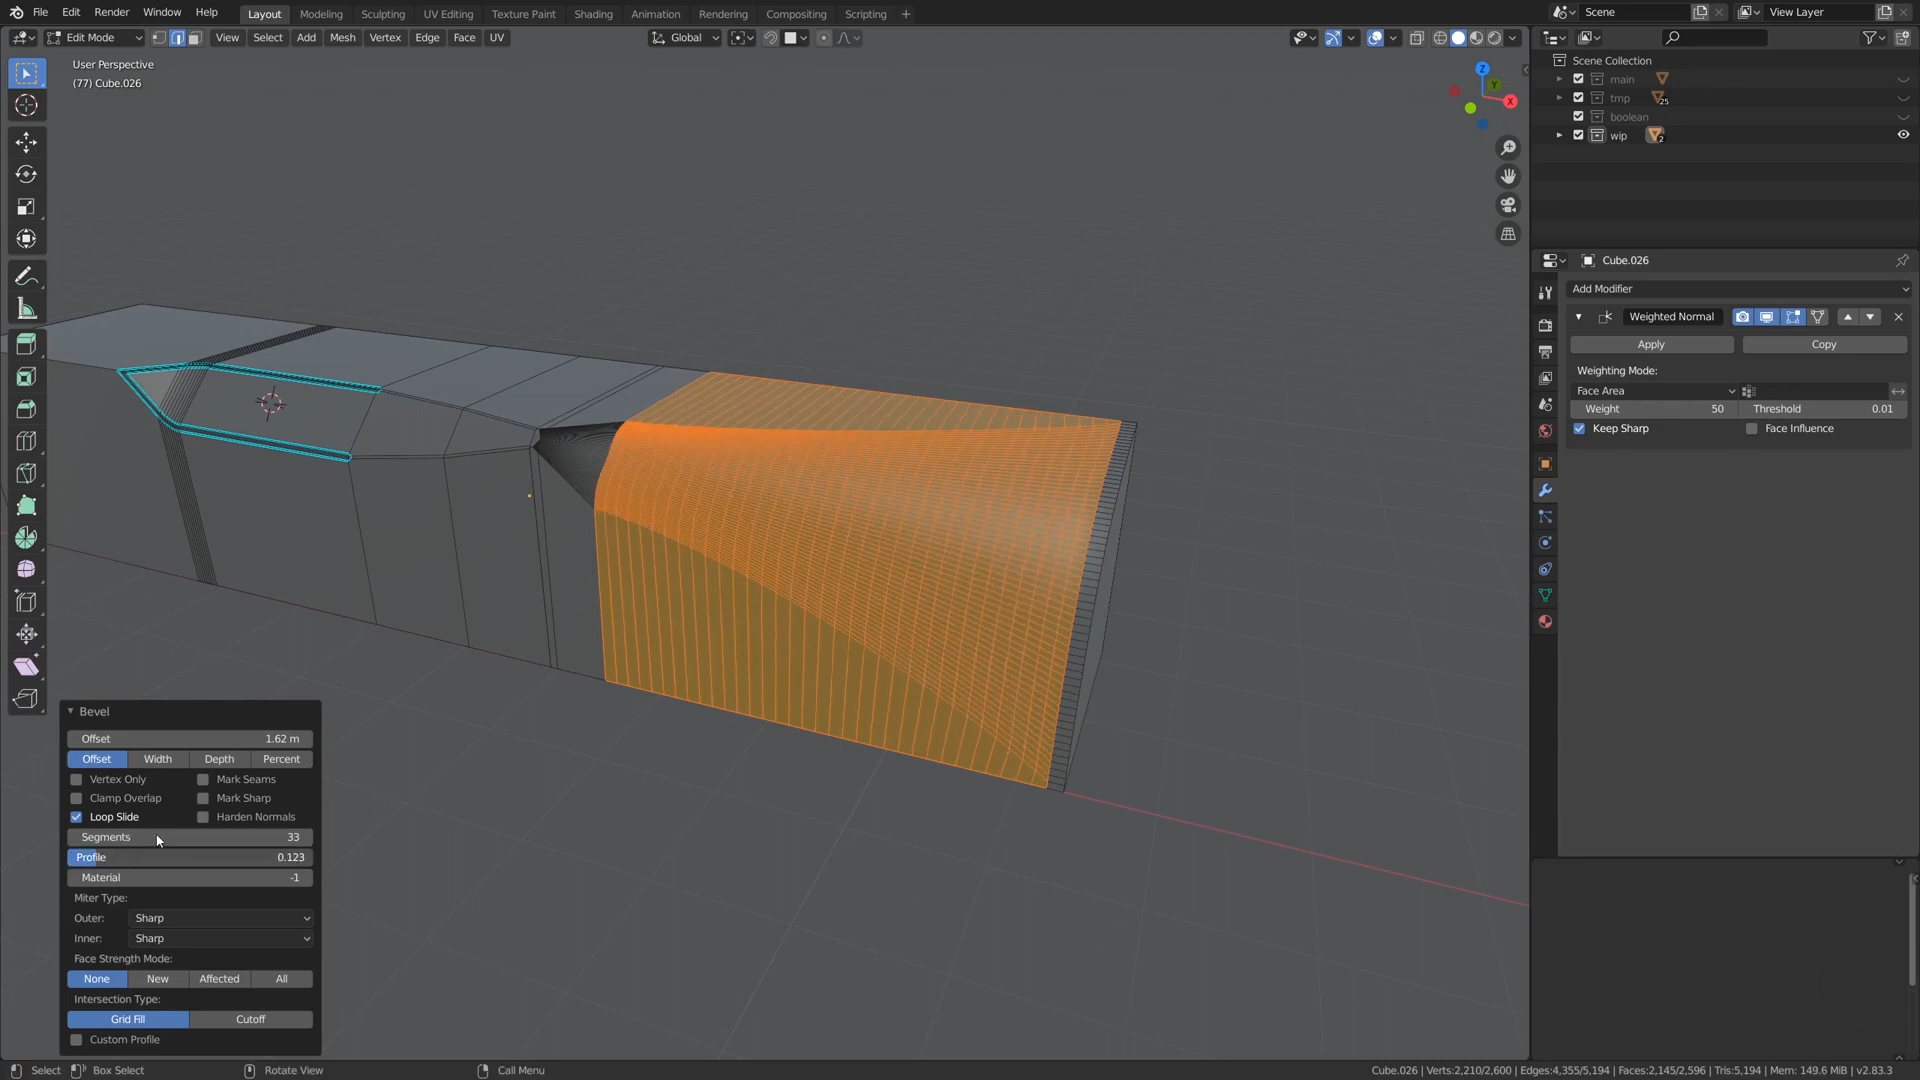 File Edit Render Window Help Layout Modeling Sculpting UV Editing Texture Paint Shading Animation Rendering Compositing Scripting + Scene View Layer
Edit Mode View Select Add Mesh Vertex Edge Face UV Global
User Perspective
(77) Cube.026
Z
Y
X
Scene Collection
main
tmp 25
boolean
wip 2
Cube.026
Add Modifier
Weighted Normal
Apply Copy
Weighting Mode:
Face Area
Weight 50 Threshold 0.01
Keep Sharp Face Influence
Bevel
Offset 1.62 m
Offset Width Depth Percent
Vertex Only Mark Seams
Clamp Overlap Mark Sharp
Loop Slide Harden Normals
Segments 33
Profile 0.123
Material -1
Miter Type:
Outer: Sharp
Inner: Sharp
Face Strength Mode:
None New Affected All
Intersection Type:
Grid Fill Cutoff
Custom Profile
Select Box Select Rotate View Call Menu Cube.026 | Verts:2,210/2,600 | Edges:4,355/5,194 | Faces:2,145/2,596 | Tris:5,194 | Mem: 149.6 MiB | v2.83.3